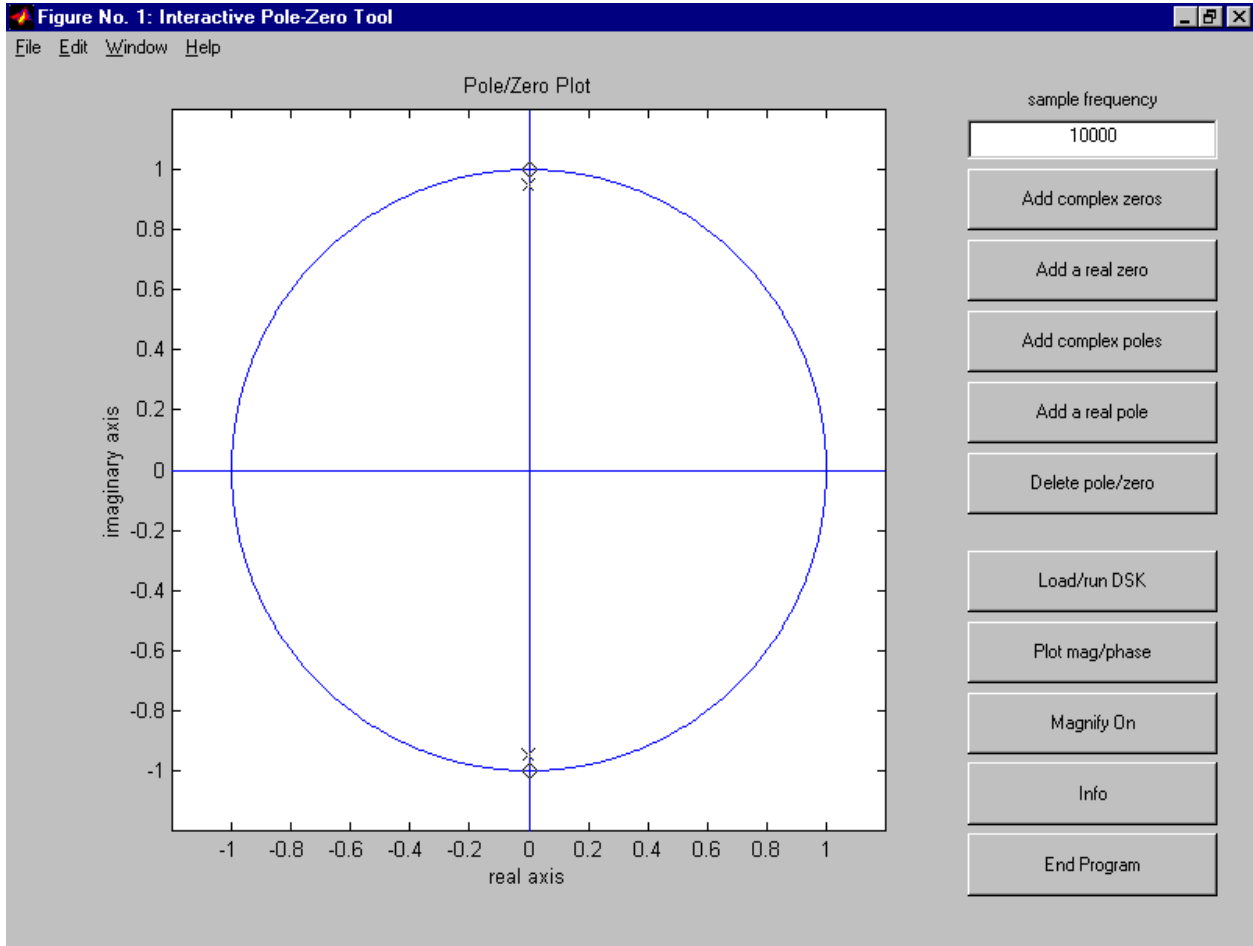 Figure No. 1: Interactive Pole-Zero Tool
File Edit Window Help
Pole/Zero Plot
1
0.8
0.6
0.4
0.2
0
-0.2
-0.4
-0.6
-0.8
-1
imaginary axis
-1 -0.8 -0.6 -0.4 -0.2 0 0.2 0.4 0.6 0.8 1
real axis
sample frequency
10000
Add complex zeros
Add a real zero
Add complex poles
Add a real pole
Delete pole/zero
Load/run DSK
Plot mag/phase
Magnify On
Info
End Program